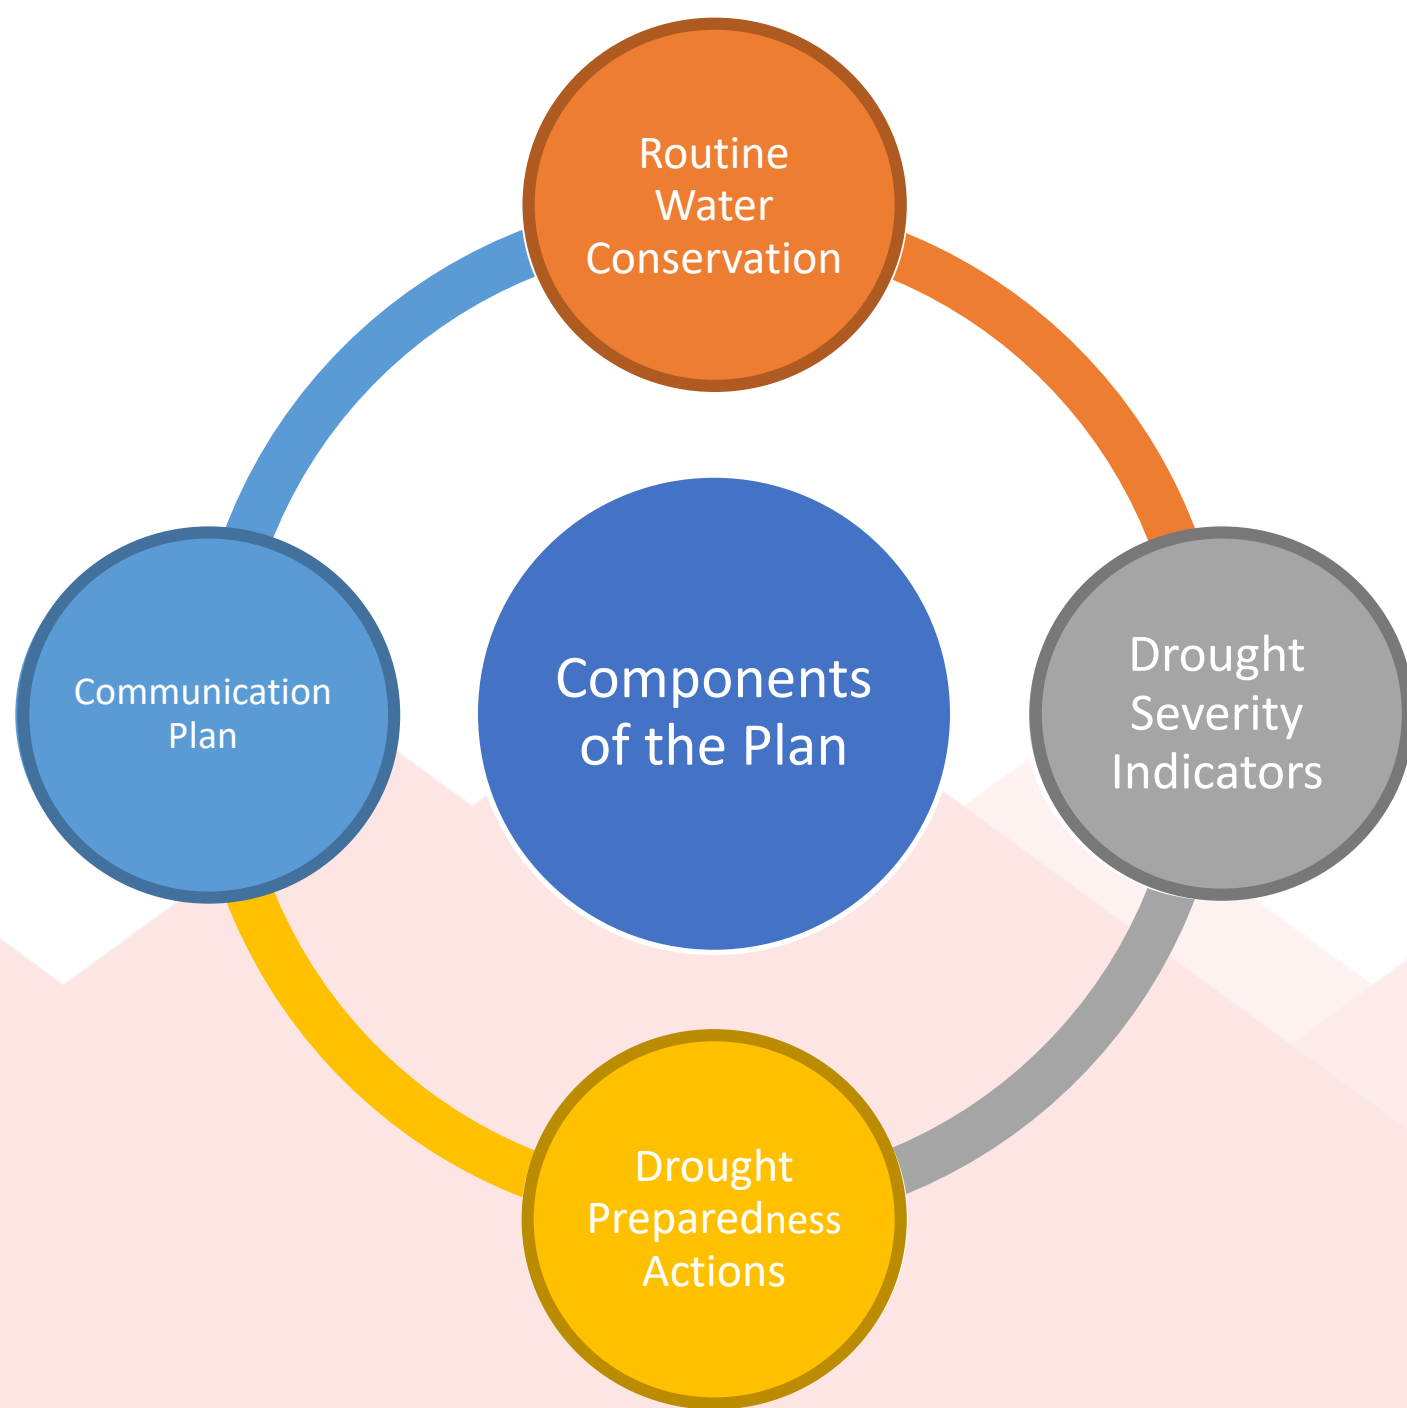 Routine
Water
Conservation
Drought
Severity
Indicators
Drought
Preparedness
Actions
Communication
Plan
Components
of the Plan